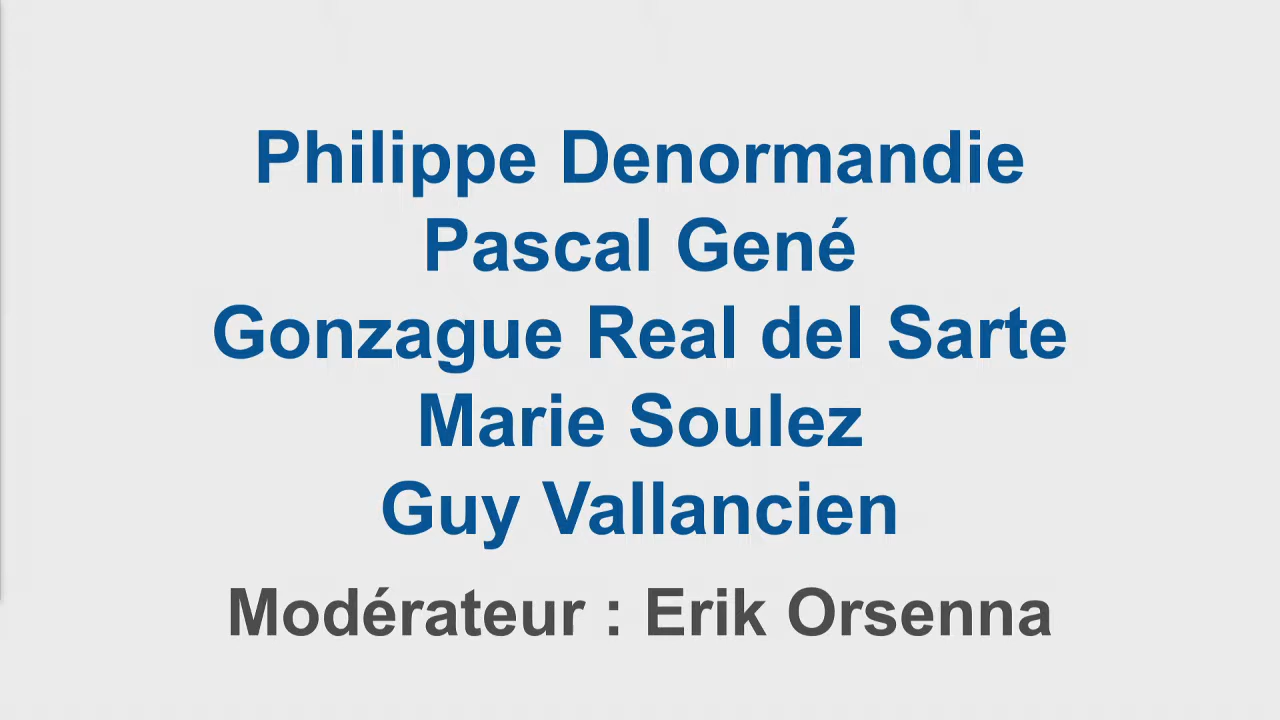 Philippe Denormandie
Pascal Gené
Gonzague Real del Sarte
Marie Soulez
Guy Vallancien
Modérateur : Erik Orsenna